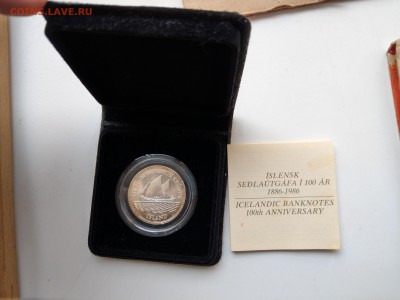 COINS.LAVE.RU
ÍSLENSK
SEÐLAÚTGÁFA Í 100 ÁR
1886-1986
ICELANDIC BANKNOTES
100th ANNIVERSARY